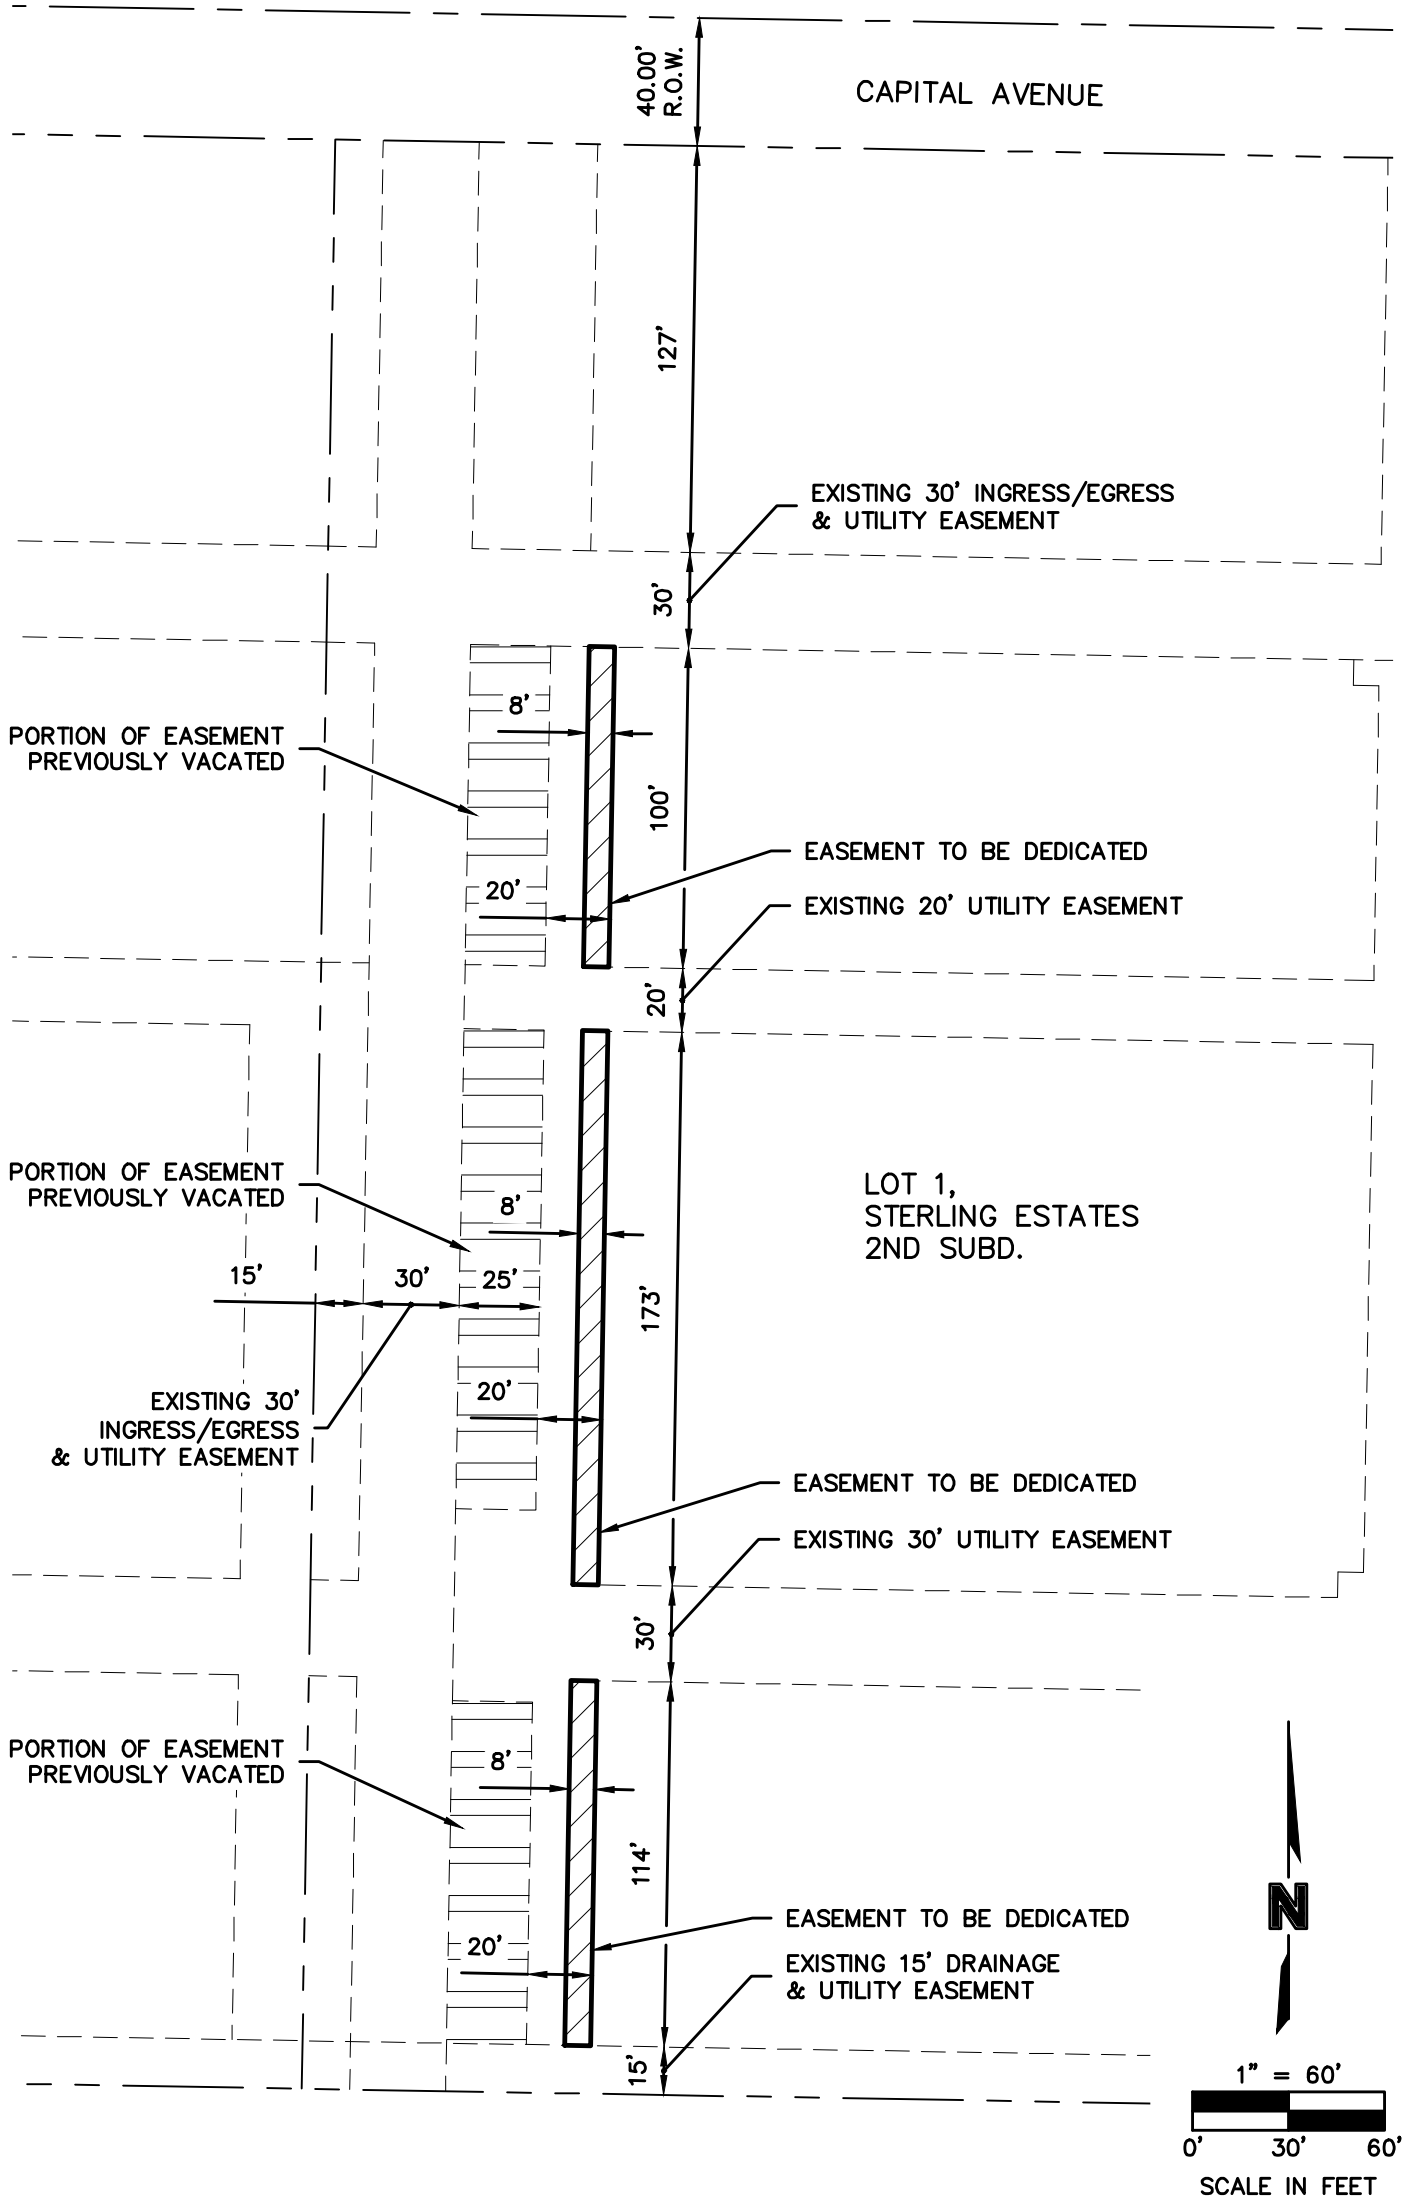 40.00'
R.O.W.
CAPITAL AVENUE
127'
EXISTING 30' INGRESS/EGRESS
& UTILITY EASEMENT
30'
8'
PORTION OF EASEMENT
PREVIOUSLY VACATED
100'
EASEMENT TO BE DEDICATED
20'
EXISTING 20' UTILITY EASEMENT
20'
PORTION OF EASEMENT
PREVIOUSLY VACATED
8'
LOT 1,
STERLING ESTATES
2ND SUBD.
15'
30'
25'
173'
20'
EXISTING 30'
INGRESS/EGRESS
& UTILITY EASEMENT
EASEMENT TO BE DEDICATED
EXISTING 30' UTILITY EASEMENT
30'
PORTION OF EASEMENT
PREVIOUSLY VACATED
8'
114'
EASEMENT TO BE DEDICATED
20'
EXISTING 15' DRAINAGE
& UTILITY EASEMENT
15'
N
1" = 60'
0' 30' 60'
SCALE IN FEET